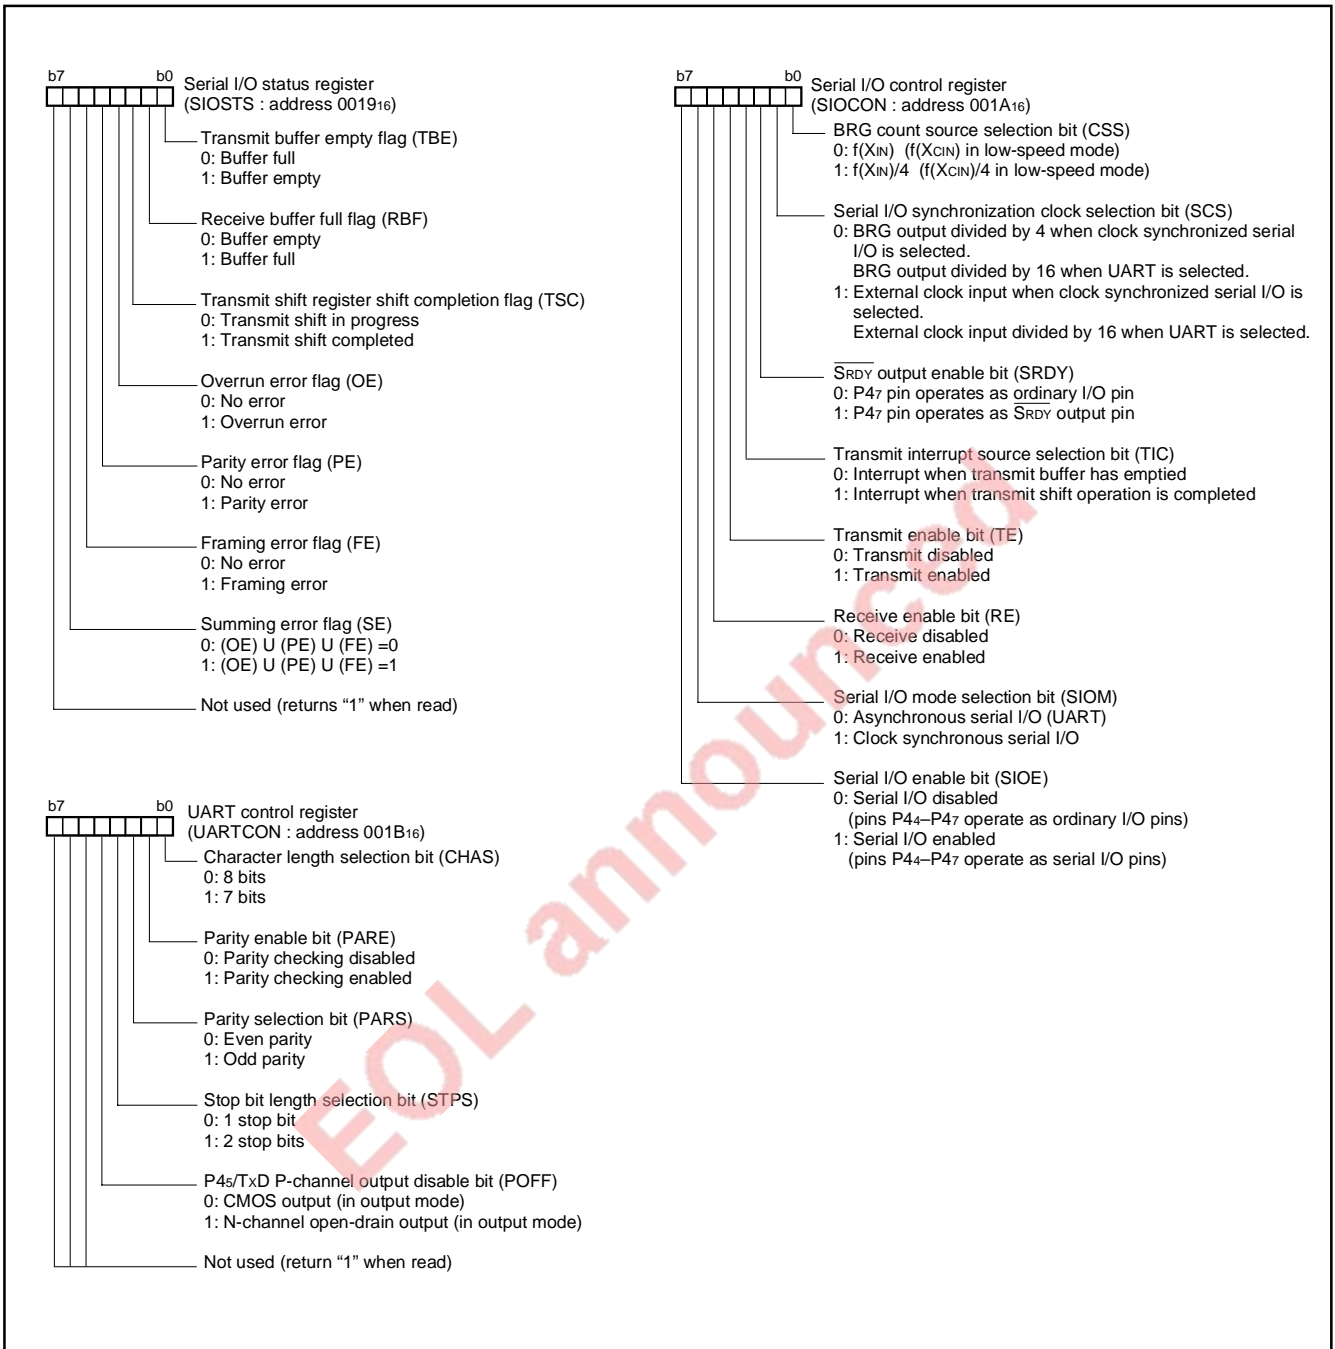 b7 b0
Serial I/O status register
(SIOSTS : address 001916)
Transmit buffer empty flag (TBE)
0: Buffer full
1: Buffer empty
Receive buffer full flag (RBF)
0: Buffer empty
1: Buffer full
Transmit shift register shift completion flag (TSC)
0: Transmit shift in progress
1: Transmit shift completed
Overrun error flag (OE)
0: No error
1: Overrun error
Parity error flag (PE)
0: No error
1: Parity error
Framing error flag (FE)
0: No error
1: Framing error
Summing error flag (SE)
0: (OE) U (PE) U (FE) =0
1: (OE) U (PE) U (FE) =1
Not used (returns “1” when read)
b7 b0
UART control register
(UARTCON : address 001B16)
Character length selection bit (CHAS)
0: 8 bits
1: 7 bits
Parity enable bit (PARE)
0: Parity checking disabled
1: Parity checking enabled
Parity selection bit (PARS)
0: Even parity
1: Odd parity
Stop bit length selection bit (STPS)
0: 1 stop bit
1: 2 stop bits
P45/TxD P-channel output disable bit (POFF)
0: CMOS output (in output mode)
1: N-channel open-drain output (in output mode)
Not used (return “1” when read)
b7 b0
Serial I/O control register
(SIOCON : address 001A16)
BRG count source selection bit (CSS)
0: f(XIN) (f(XCIN) in low-speed mode)
1: f(XIN)/4 (f(XCIN)/4 in low-speed mode)
Serial I/O synchronization clock selection bit (SCS)
0: BRG output divided by 4 when clock synchronized serial
I/O is selected.
BRG output divided by 16 when UART is selected.
1: External clock input when clock synchronized serial I/O is
selected.
External clock input divided by 16 when UART is selected.
SRDY output enable bit (SRDY)
0: P47 pin operates as ordinary I/O pin
1: P47 pin operates as SRDY output pin
Transmit interrupt source selection bit (TIC)
0: Interrupt when transmit buffer has emptied
1: Interrupt when transmit shift operation is completed
Transmit enable bit (TE)
0: Transmit disabled
1: Transmit enabled
Receive enable bit (RE)
0: Receive disabled
1: Receive enabled
Serial I/O mode selection bit (SIOM)
0: Asynchronous serial I/O (UART)
1: Clock synchronous serial I/O
Serial I/O enable bit (SIOE)
0: Serial I/O disabled
(pins P44–P47 operate as ordinary I/O pins)
1: Serial I/O enabled
(pins P44–P47 operate as serial I/O pins)
EOL announced